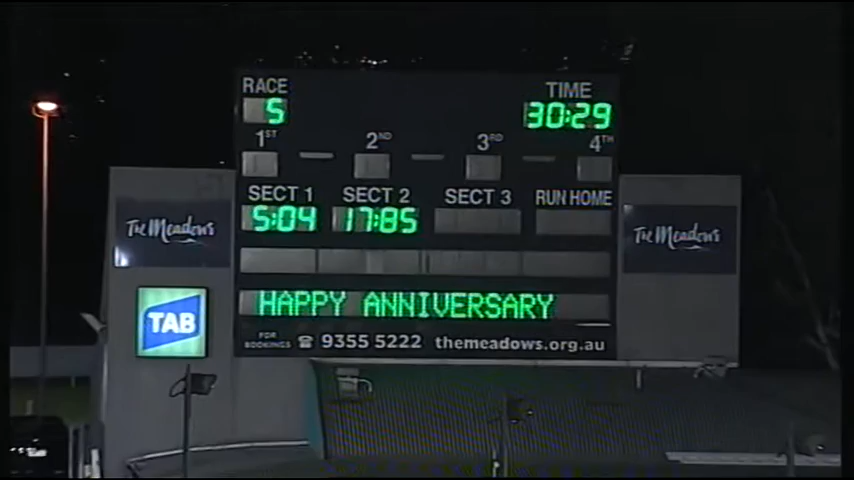 RACE
5
TIME
30:29
1ST
2ND
3RD
4TH
SECT 1
SECT 2
SECT 3
RUN HOME
5:04
17:85
The Meadows
The Meadows
TAB
HAPPY ANNIVERSARY
FOR BOOKINGS ☎ 9355 5222 themeadows.org.au